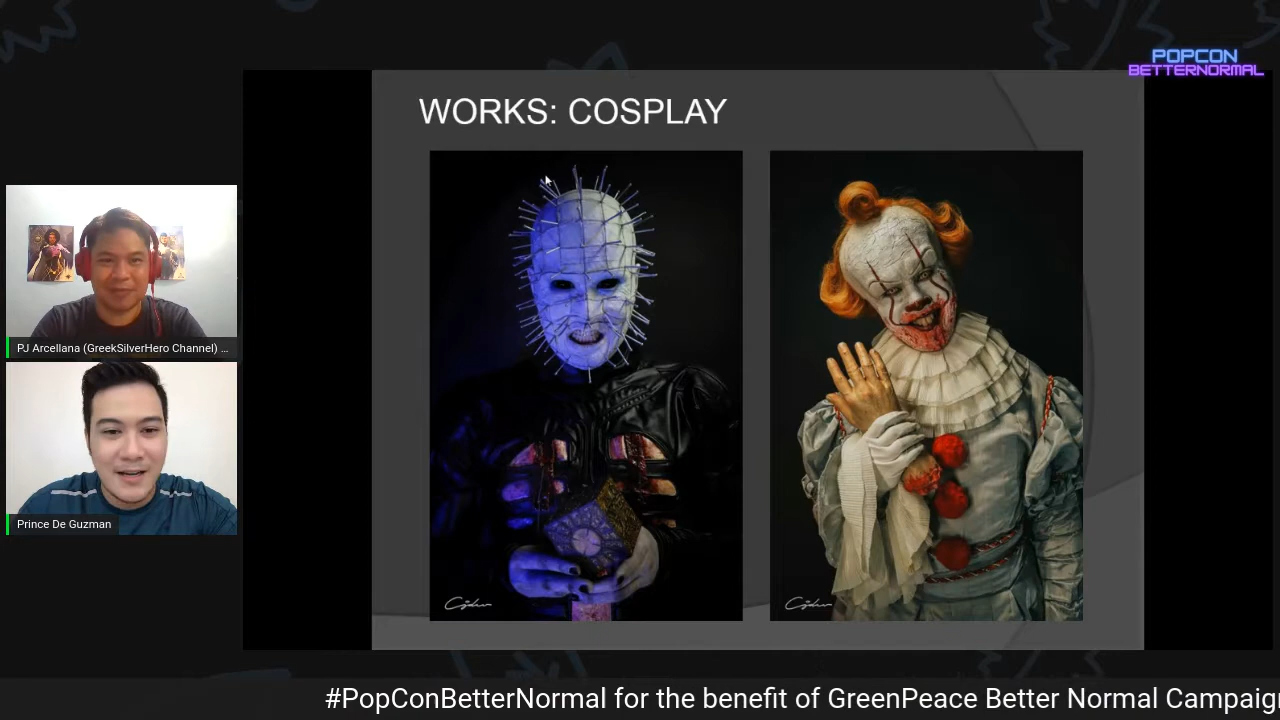 POPCON
BETTERNORMAL
WORKS: COSPLAY
PJ Arcellana (GreekSilverHero Channel) ...
Prince De Guzman
#PopConBetterNormal for the benefit of GreenPeace Better Normal Campaig